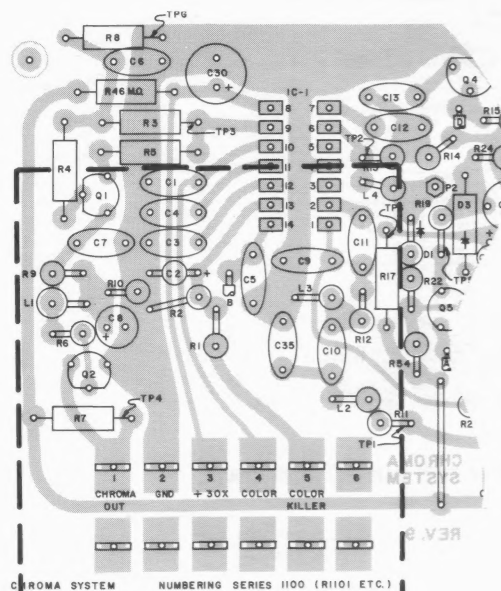 TP6
R8
C6
C30
+
R46 MΩ
IC-1
C13
Q4
R3
TP3
R5
R4
8 7
9 6
10 5
11
12 3
13 2
14 1
C12
TP2
R14
R15
R24
L4
P2
D3
Q1
C1
C4
C3
C7
C2 +
C5
C9
C11
R19
D1
R17
R22
R9
L1
R10
R2
B
L3
R12
Q5
R6
C8
+
R1
C35
C10
R54
Q2
R7
TP4
L2
R11
TP1
R2
1 2 3 4 5 6
CHROMA OUT
GND
+ 30X
COLOR
COLOR KILLER
CHROMA
SYSTEM
REV. 9
CHROMA SYSTEM NUMBERING SERIES 1100 (R1101 ETC.)